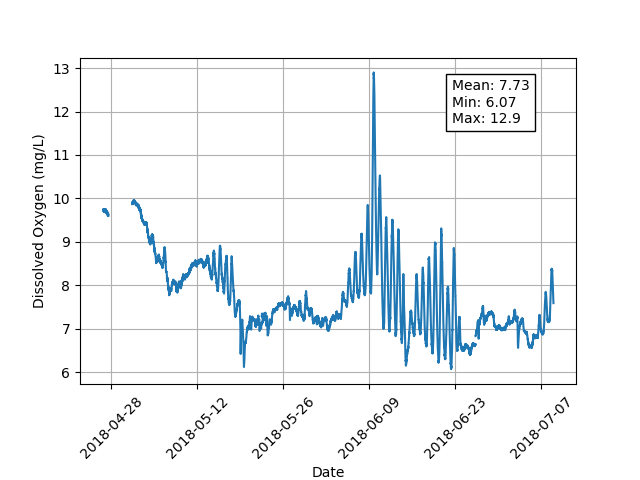 13
12
11
10
9
8
7
6
Dissolved Oxygen (mg/L)
Mean: 7.73
Min: 6.07
Max: 12.9
2018-04-28
2018-05-12
2018-05-26
2018-06-09
2018-06-23
2018-07-07
Date